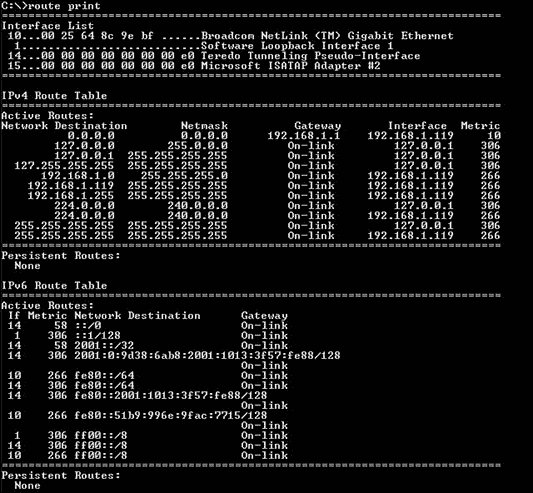 C:\>route print
===========================================================================
Interface List
 10...00 25 64 8c 9e bf ......Broadcom NetLink (TM) Gigabit Ethernet
  1...........................Software Loopback Interface 1
 14...00 00 00 00 00 00 00 e0 Teredo Tunneling Pseudo-Interface
 15...00 00 00 00 00 00 00 e0 Microsoft ISATAP Adapter #2
===========================================================================
IPv4 Route Table
===========================================================================
Active Routes:
Network Destination        Netmask          Gateway       Interface  Metric
          0.0.0.0          0.0.0.0      192.168.1.1    192.168.1.119     10
        127.0.0.0        255.0.0.0         On-link         127.0.0.1    306
        127.0.0.1  255.255.255.255         On-link         127.0.0.1    306
  127.255.255.255  255.255.255.255         On-link         127.0.0.1    306
      192.168.1.0    255.255.255.0         On-link     192.168.1.119    266
    192.168.1.119  255.255.255.255         On-link     192.168.1.119    266
    192.168.1.255  255.255.255.255         On-link     192.168.1.119    266
        224.0.0.0        240.0.0.0         On-link         127.0.0.1    306
        224.0.0.0        240.0.0.0         On-link     192.168.1.119    266
  255.255.255.255  255.255.255.255         On-link         127.0.0.1    306
  255.255.255.255  255.255.255.255         On-link     192.168.1.119    266
===========================================================================
Persistent Routes:
  None
IPv6 Route Table
===========================================================================
Active Routes:
 If Metric Network Destination      Gateway
 14     58 ::/0                     On-link
  1    306 ::1/128                  On-link
 14     58 2001::/32                On-link
 14    306 2001:0:9d38:6ab8:2001:1013:3f57:fe88/128
                                    On-link
 10    266 fe80::/64                On-link
 14    306 fe80::/64                On-link
 14    306 fe80::2001:1013:3f57:fe88/128
                                    On-link
 10    266 fe80::51b9:996e:9fac:7715/128
                                    On-link
  1    306 ff00::/8                 On-link
 14    306 ff00::/8                 On-link
 10    266 ff00::/8                 On-link
===========================================================================
Persistent Routes:
  None